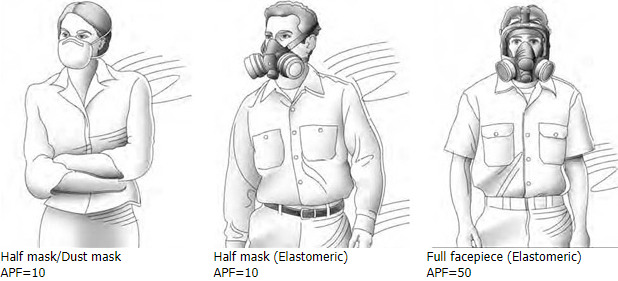 Half mask/Dust mask
APF=10
Half mask (Elastomeric)
APF=10
Full facepiece (Elastomeric)
APF=50